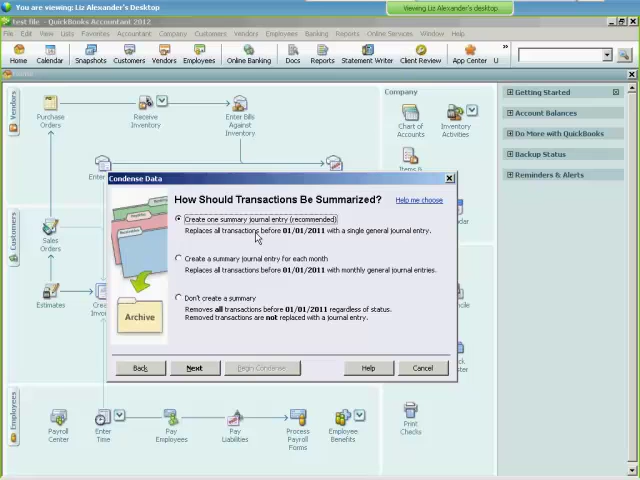 You are viewing: Liz Alexander's Desktop
Viewing Liz Alexander's desktop
test file - QuickBooks Accountant 2012
File Edit View Lists Company Accountant Customers Vendors Employees Banking Reports Online Services Window Help
Home Calendar Snapshots Customers Vendors Employees Online Banking Docs Reports Statement Writer Client Review App Center U
Home
Vendors
Purchase Orders
Receive Inventory
Enter Bills Against Inventory
Company
Chart of Accounts
Inventory Activities
Items &
Getting Started
Account Balances
Do More with QuickBooks
Backup Status
Reminders & Alerts
Enter
Condense Data
How Should Transactions Be Summarized?
Help me choose
Create one summary journal entry (recommended)
Replaces all transactions before 01/01/2011 with a single general journal entry.
Create a summary journal entry for each month
Replaces all transactions before 01/01/2011 with monthly general journal entries.
Don't create a summary
Removes all transactions before 01/01/2011 regardless of status.
Removed transactions are not replaced with a journal entry.
Archive
Back Next Begin Condense Help Cancel
Customers
Sales Orders
Estimates
Employees
Payroll Center
Enter Time
Pay Employees
Pay Liabilities
Process Payroll Forms
Employee Benefits
Print Checks